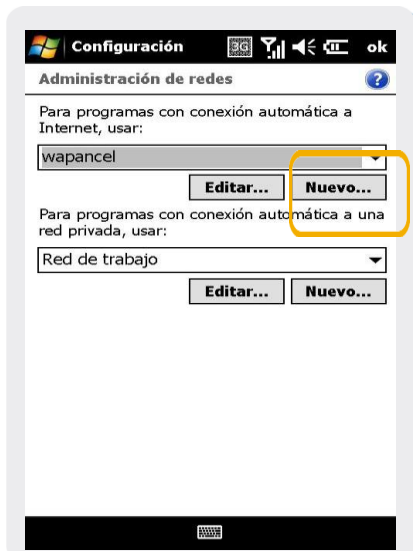 Configuración 3G ok
Administración de redes ?
Para programas con conexión automática a
Internet, usar:
wapancel
Editar... Nuevo...
Para programas con conexión automática a una
red privada, usar:
Red de trabajo
Editar... Nuevo...